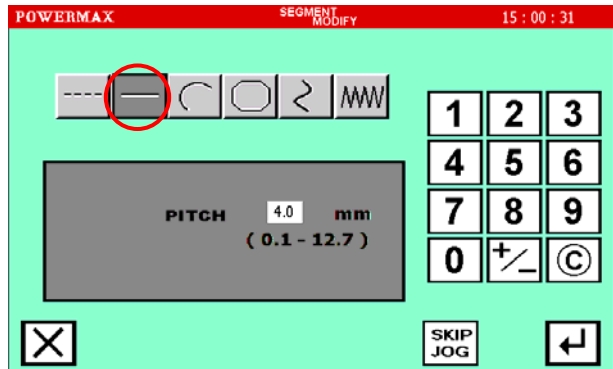 POWERMAX
SEGMENT
MODIFY
15 : 00 : 31
1 2 3
4 5 6
PITCH 4.0 mm
( 0.1 - 12.7 )
7 8 9
0 +/- C
SKIP
JOG